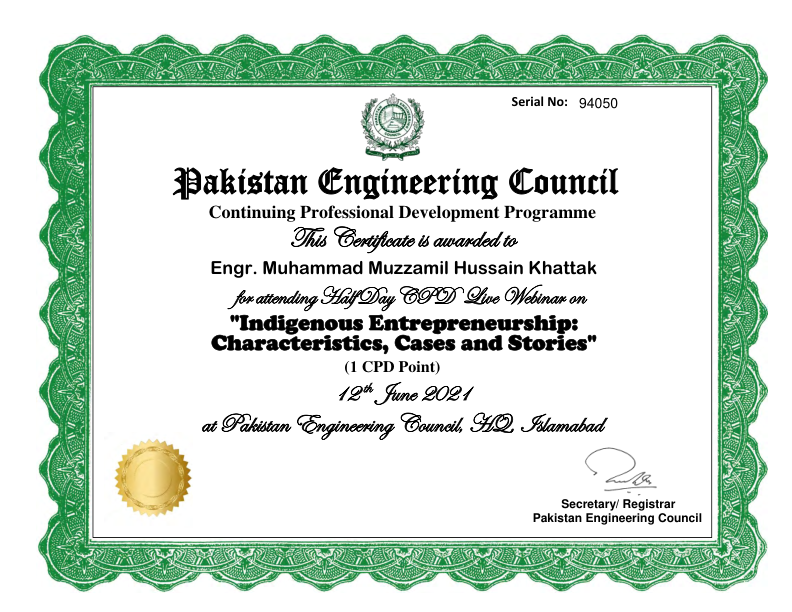 Serial No: 94050
Pakistan Engineering Council
Continuing Professional Development Programme
This Certificate is awarded to
Engr. Muhammad Muzzamil Hussain Khattak
for attending Half Day CPD Live Webinar on
"Indigenous Entrepreneurship:
Characteristics, Cases and Stories"
(1 CPD Point)
12th June 2021
at Pakistan Engineering Council, HQ, Islamabad
Secretary/ Registrar
Pakistan Engineering Council